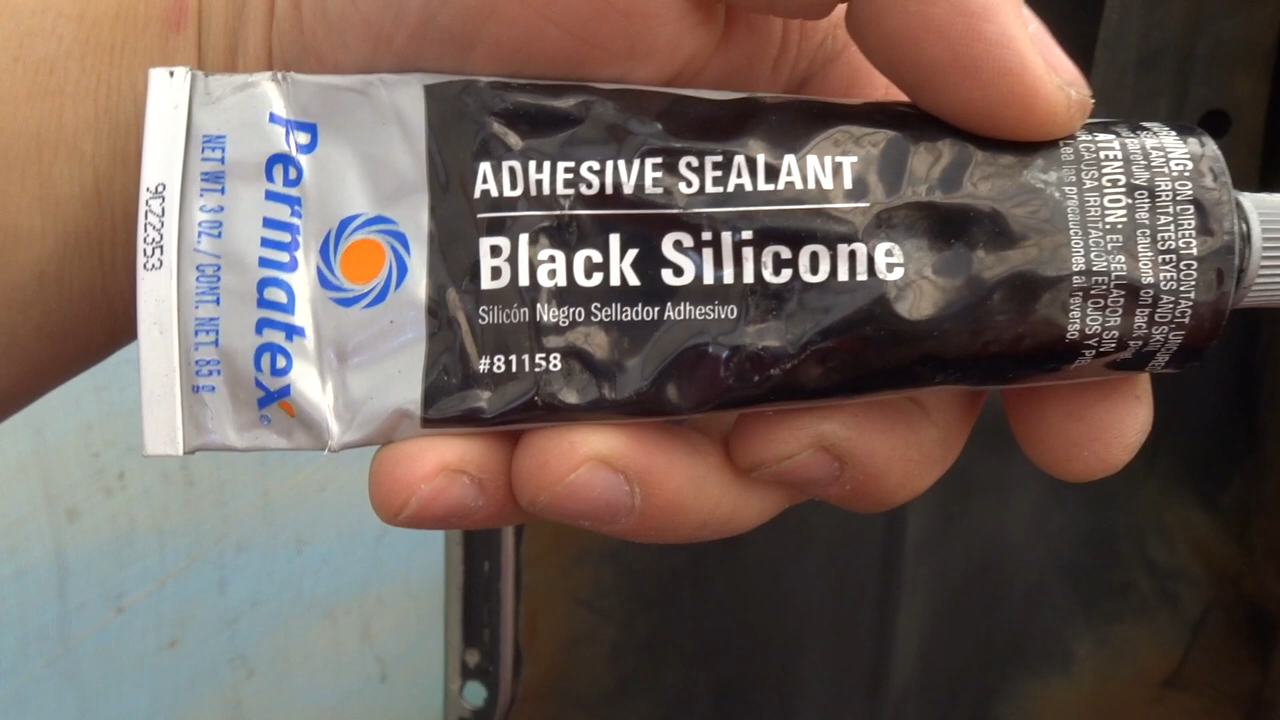 9022353
NET WT. 3 OZ. / CONT. NET. 85 g
Permatex®
ADHESIVE SEALANT
Black Silicone
Silicón Negro Sellador Adhesivo
#81158
WARNING: ON DIRECT CONTACT,
SEALANT IRRITATES EYES AND SKIN.
carefully other cautions on back
ATENCIÓN: EL SELLADOR SIN
CAUSA IRRITACIÓN EN OJOS Y PIEL
Lea las precauciones al reverso.